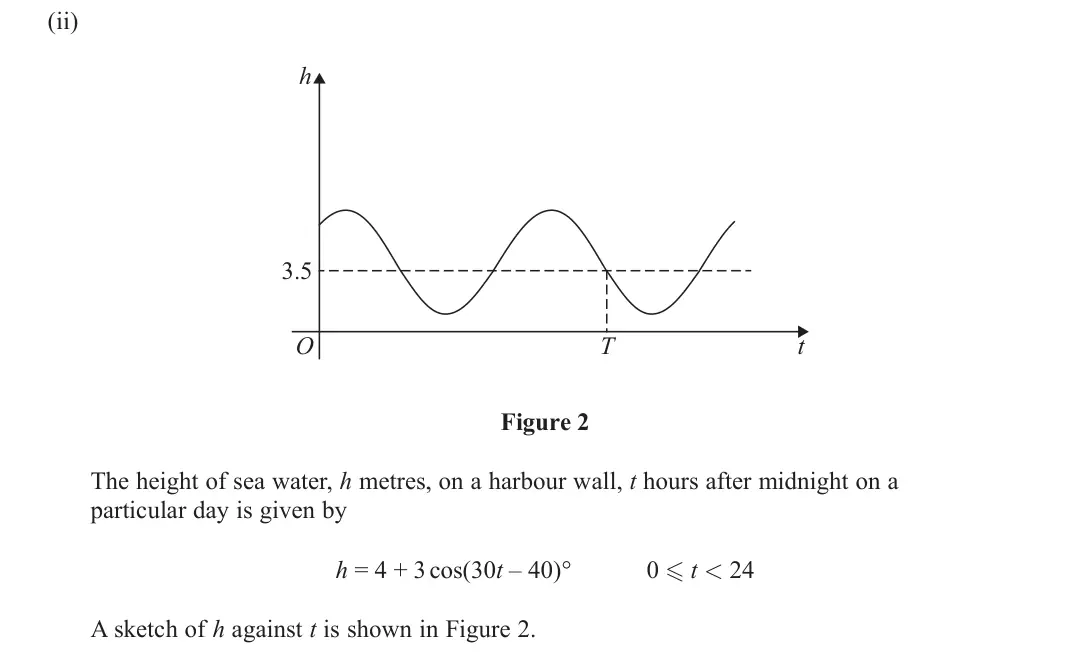 (ii)
h
3.5
O
T
t
Figure 2
The height of sea water, h metres, on a harbour wall, t hours after midnight on a
particular day is given by
h = 4 + 3 cos(30t – 40)° 0 ⩽ t < 24
A sketch of h against t is shown in Figure 2.